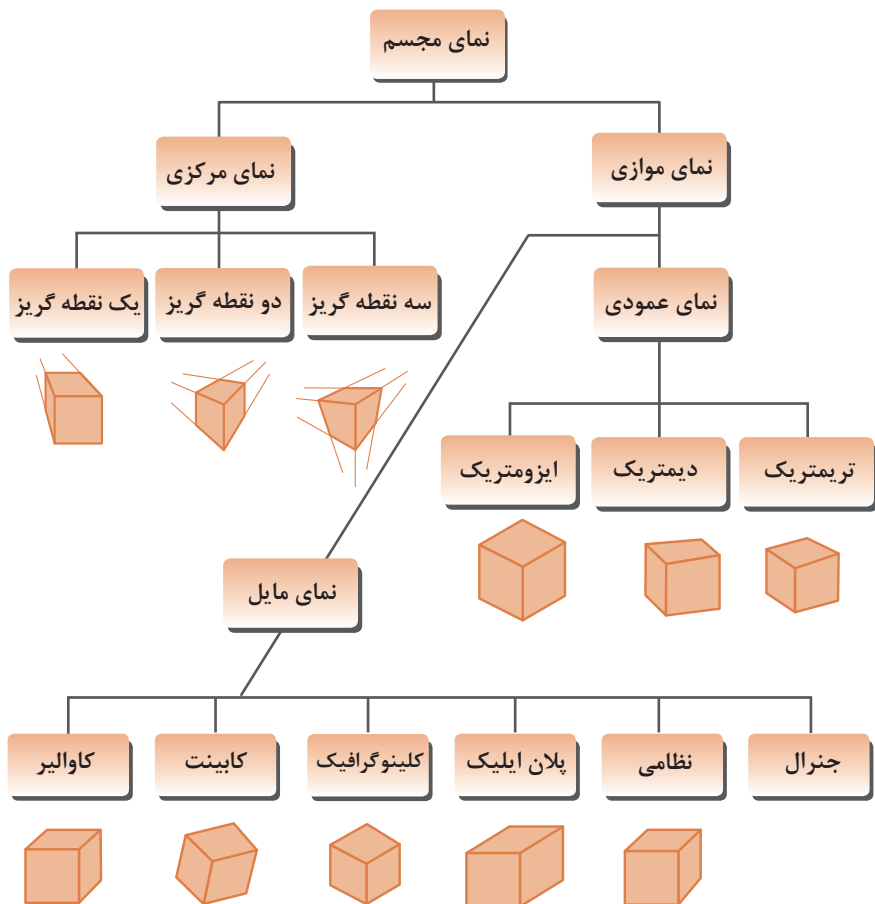 نمای مجسم
نمای موازی
نمای مرکزی
نمای عمودی
سه نقطه گریز
دو نقطه گریز
یک نقطه گریز
تریمتریک
دیمتریک
ایزومتریک
نمای مایل
جنرال
نظامی
پلان ایلیک
کلینوگرافیک
کابینت
کاوالیر